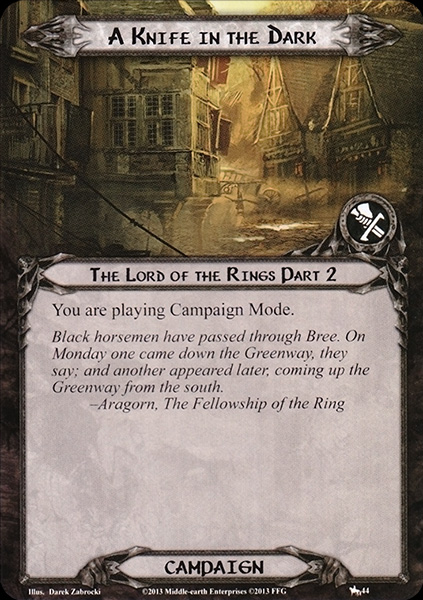 A Knife in the Dark
The Lord of the Rings Part 2
You are playing Campaign Mode.
Black horsemen have passed through Bree. On
Monday one came down the Greenway, they
say; and another appeared later, coming up the
Greenway from the south.
–Aragorn, The Fellowship of the Ring
CAMPAIGN
Illus. Darek Zabrocki
©2013 Middle-earth Enterprises ©2013 FFG
44